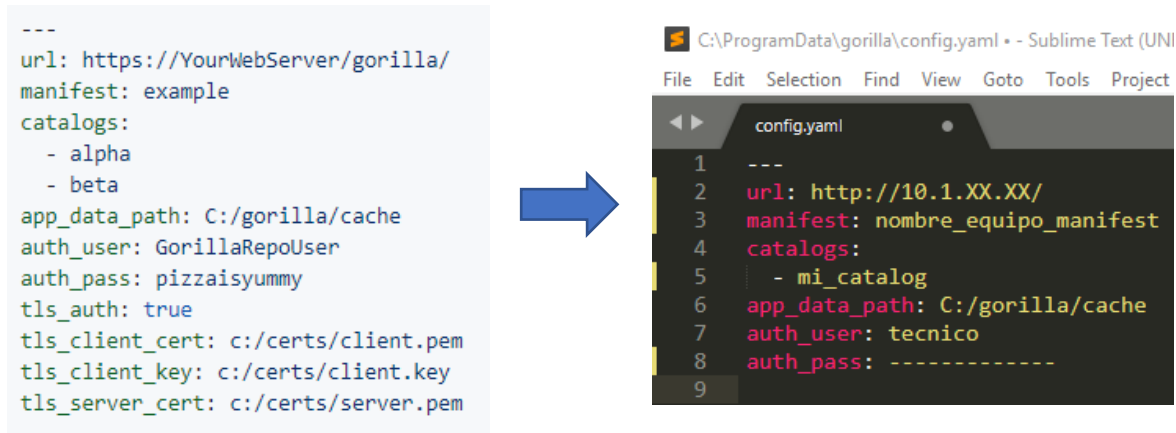 ---
url: https://YourWebServer/gorilla/
manifest: example
catalogs:
  - alpha
  - beta
app_data_path: C:/gorilla/cache
auth_user: GorillaRepoUser
auth_pass: pizzaisyummy
tls_auth: true
tls_client_cert: c:/certs/client.pem
tls_client_key: c:/certs/client.key
tls_server_cert: c:/certs/server.pem
C:\ProgramData\gorilla\config.yaml • - Sublime Text (UN
File Edit Selection Find View Goto Tools Project
config.yaml
1 ---
2 url: http://10.1.XX.XX/
3 manifest: nombre_equipo_manifest
4 catalogs:
5   - mi_catalog
6 app_data_path: C:/gorilla/cache
7 auth_user: tecnico
8 auth_pass: -------------
9